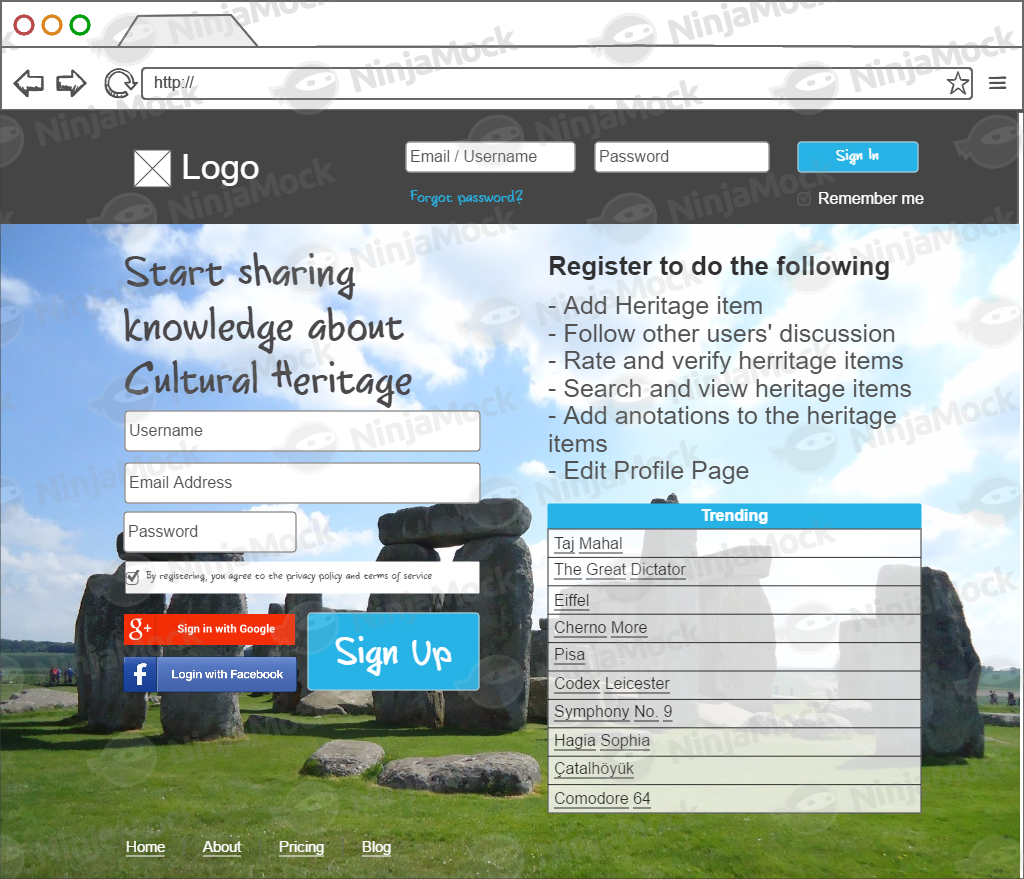 http://
Logo
Email / Username
Password
Sign In
Forgot password?
Remember me
Start sharing
knowledge about
Cultural Heritage
Username
Email Address
Password
By registering, you agree to the privacy policy and terms of service
g+ Sign in with Google
f Login with Facebook
Sign Up
Register to do the following
- Add Heritage item
- Follow other users' discussion
- Rate and verify herritage items
- Search and view heritage items
- Add anotations to the heritage
items
- Edit Profile Page
Trending
Taj Mahal
The Great Dictator
Eiffel
Cherno More
Pisa
Codex Leicester
Symphony No. 9
Hagia Sophia
Çatalhöyük
Comodore 64
Home About Pricing Blog
NinjaMock